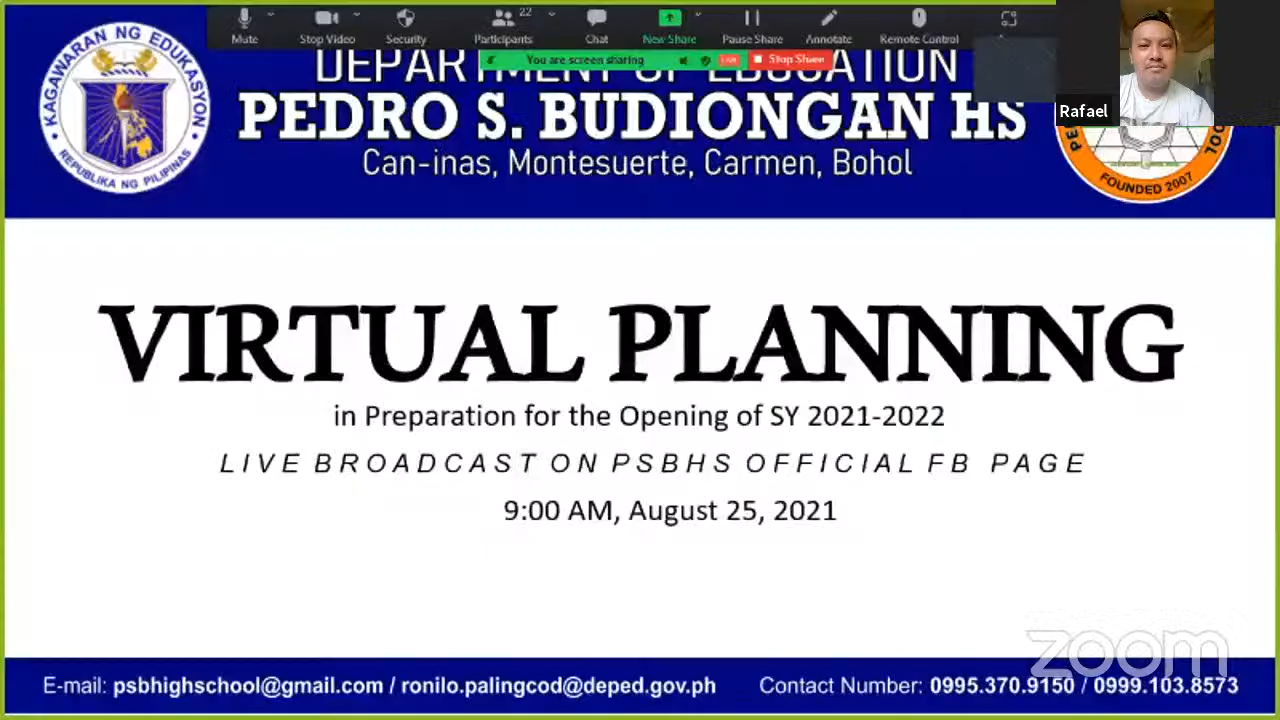 22
Mute
Stop Video
Security
Participants
Chat
New Share
Pause Share
Annotate
Remote Control
You are screen sharing
LIVE
Stop Share
Rafael
KAGAWARAN NG EDUKASYON
REPUBLIKA NG PILIPINAS
DEPARTMENT OF EDUCATION
PEDRO S. BUDIONGAN HS
Can-inas, Montesuerte, Carmen, Bohol
FOUNDED 2007
VIRTUAL PLANNING
in Preparation for the Opening of SY 2021-2022
LIVE BROADCAST ON PSBHS OFFICIAL FB PAGE
9:00 AM, August 25, 2021
zoom
E-mail: psbhighschool@gmail.com / ronilo.palingcod@deped.gov.ph
Contact Number: 0995.370.9150 / 0999.103.8573